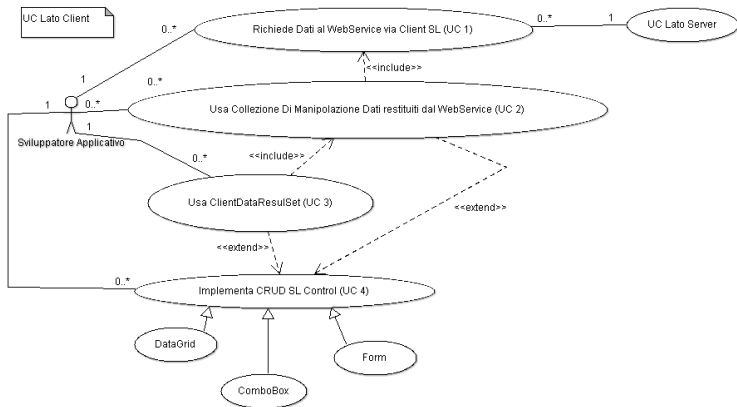 UC Lato Client
Richiede Dati al WebService via Client SL (UC 1)
0..*
0..*
1
UC Lato Server
<<include>>
1
0..*
1
0..*
Usa Collezione Di Manipolazione Dati restituiti dal WebService (UC 2)
1
Sviluppatore Applicativo
0..*
<<include>>
Usa ClientDataResulSet (UC 3)
<<extend>>
<<extend>>
0..*
Implementa CRUD SL Control (UC 4)
DataGrid
Form
ComboBox